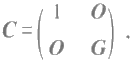 C = ( 1 O
O G ) ,